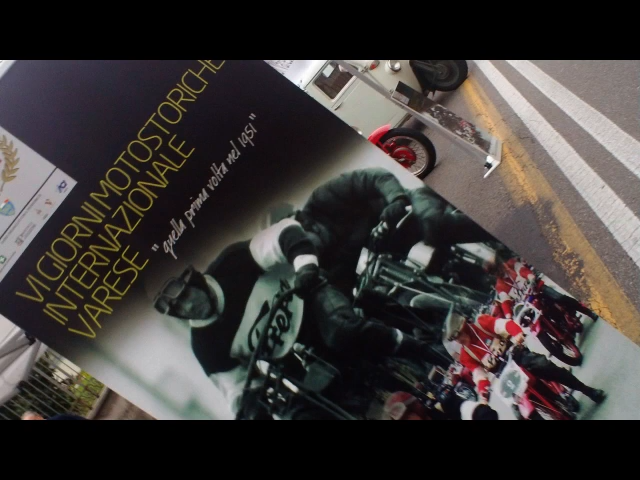 VI GIORNI MOTOSTORICHE
INTERNAZIONALE
VARESE "quella prima volta nel 1951"